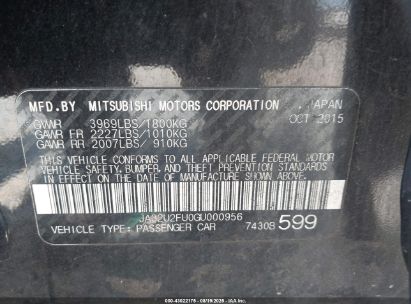 MFD.BY MITSUBISHI MOTORS CORPORATION , JAPAN
OCT 2015
GVWR 3969LBS/1800KG
GAWR FR 2227LBS/1010KG
GAWR RR 2007LBS/ 910KG
THIS VEHICLE CONFORMS TO ALL APPLICABLE FEDERAL MOTOR
VEHICLE SAFETY, BUMPER, AND THEFT PREVENTION STANDARDS
IN EFFECT ON THE DATE OF MANUFACTURE SHOWN ABOVE.
JA32U2FU0GU000956
VEHICLE TYPE: PASSENGER CAR 7430S 599